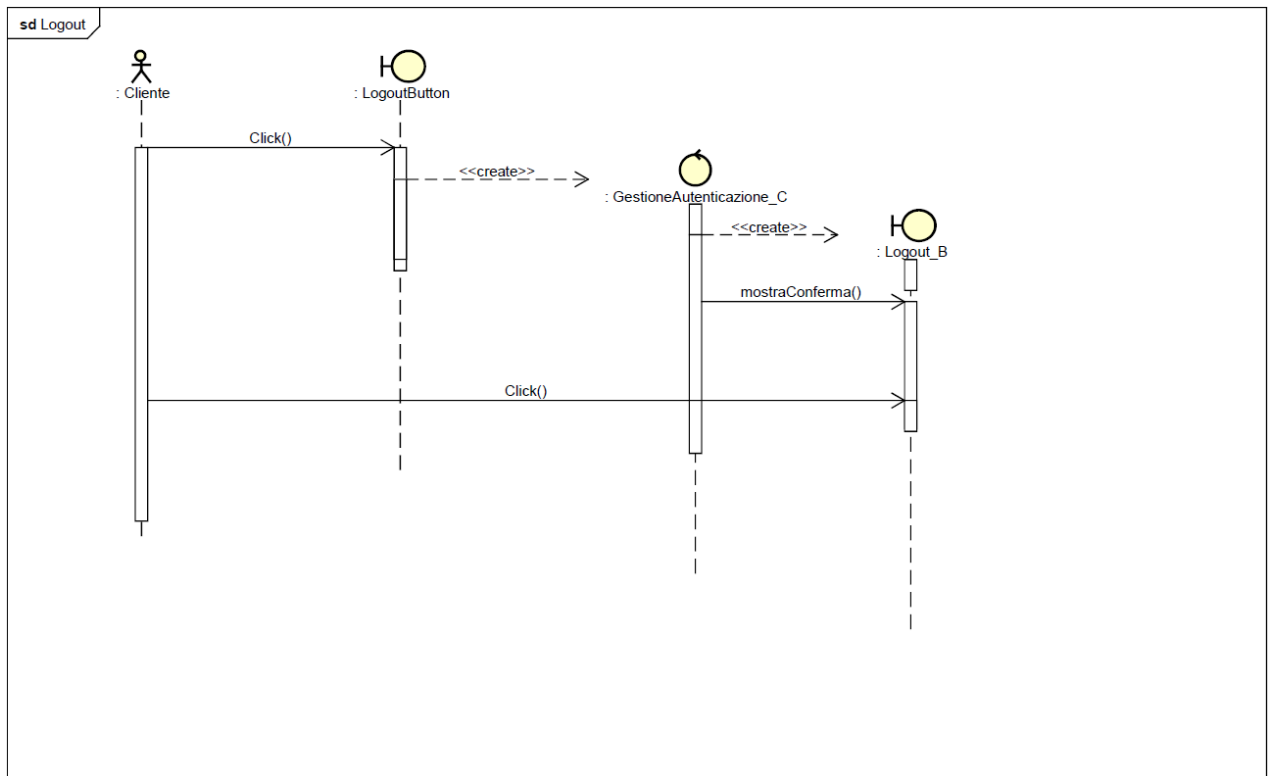 sd Logout
: Cliente
: LogoutButton
Click()
<<create>>
: GestioneAutenticazione_C
<<create>>
: Logout_B
mostraConferma()
Click()